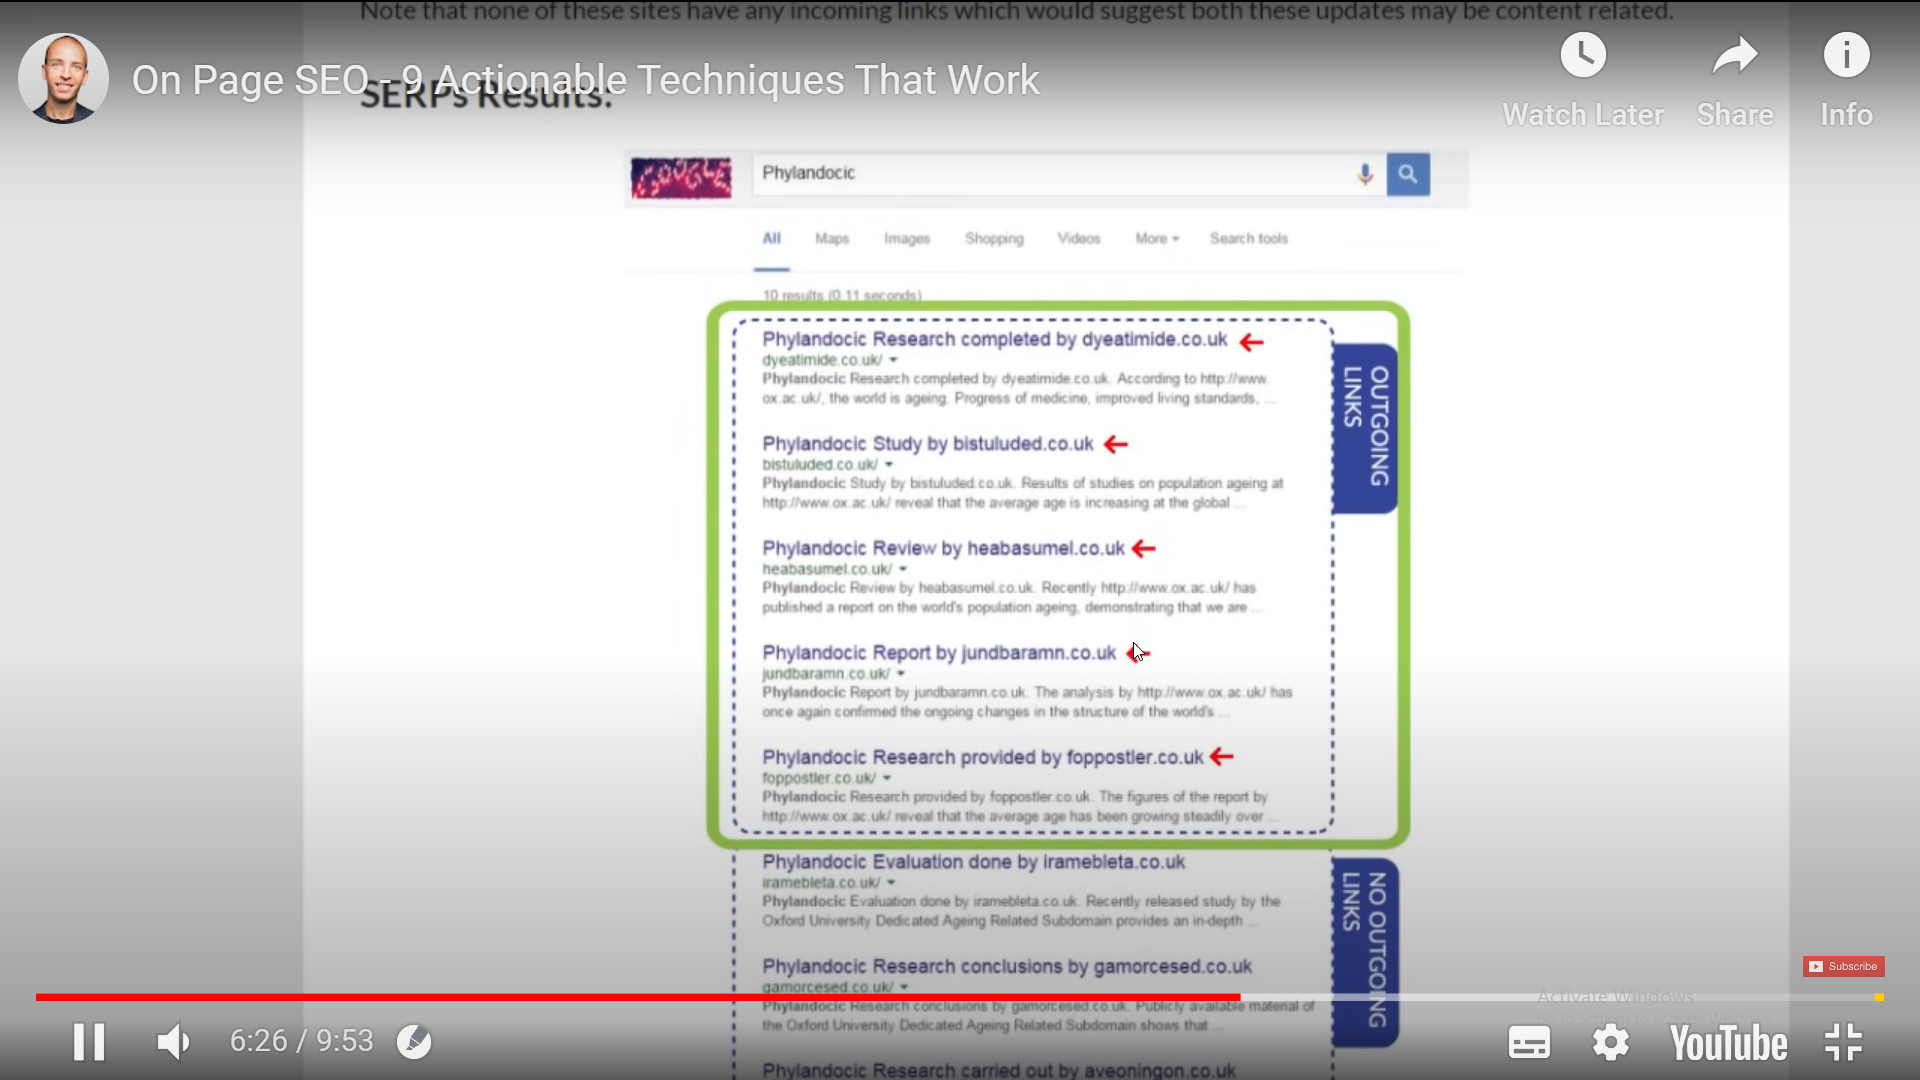 Note that none of these sites have any incoming links which would suggest both these updates may be content related.
On Page SEO - 9 Actionable Techniques That Work
SERPs Results:
Watch Later
Share
Info
GOOGLE
Phylandocic
All Maps Images Shopping Videos More Search tools
10 results (0.11 seconds)
Phylandocic Research completed by dyeatimide.co.uk
dyeatimide.co.uk/
Phylandocic Research completed by dyeatimide.co.uk. According to http://www.
ox.ac.uk/, the world is ageing. Progress of medicine, improved living standards, ...
Phylandocic Study by bistuluded.co.uk
bistuluded.co.uk/
Phylandocic Study by bistuluded.co.uk. Results of studies on population ageing at
http://www.ox.ac.uk/ reveal that the average age is increasing at the global ...
Phylandocic Review by heabasumel.co.uk
heabasumel.co.uk/
Phylandocic Review by heabasumel.co.uk. Recently http://www.ox.ac.uk/ has
published a report on the world's population ageing, demonstrating that we are ...
Phylandocic Report by jundbaramn.co.uk
jundbaramn.co.uk/
Phylandocic Report by jundbaramn.co.uk. The analysis by http://www.ox.ac.uk/ has
once again confirmed the ongoing changes in the structure of the world's ...
Phylandocic Research provided by foppostler.co.uk
foppostler.co.uk/
Phylandocic Research provided by foppostler.co.uk. The figures of the report by
http://www.ox.ac.uk/ reveal that the average age has been growing steadily over ...
OUTGOING
LINKS
Phylandocic Evaluation done by iramebleta.co.uk
iramebleta.co.uk/
Phylandocic Evaluation done by iramebleta.co.uk. Recently released study by the
Oxford University Dedicated Ageing Related Subdomain provides an in-depth ...
Phylandocic Research conclusions by gamorcesed.co.uk
gamorcesed.co.uk/
Phylandocic Research conclusions by gamorcesed.co.uk. Publicly available material of
the Oxford University Dedicated Ageing Related Subdomain shows that ...
Phylandocic Research carried out by aveoningon.co.uk
NO OUTGOING
LINKS
Subscribe
Activate Windows
Go to Settings to activate Windows.
6:26 / 9:53
YouTube